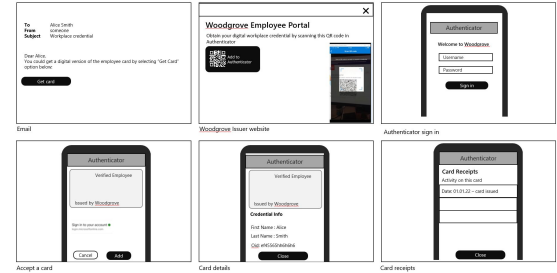 To Alice Smith
From someone
Subject Workplace credential
Dear Alice,
You could get a digital version of the employee card by selecting "Get Card"
option below:
Get card
Email
Woodgrove Employee Portal
Obtain your digital workplace credential by scanning this QR code in
Authenticator
Add to
Authenticator
Woodgrove Issuer website
Authenticator
Welcome to Woodgrove
Username
Password
Sign in
Authenticator sign in
Authenticator
Verified Employee
Issued by Woodgrove
Sign in to your account
Cancel
Add
Accept a card
Authenticator
Verified Employee
Issued by Woodgrove
Credential Info
First Name : Alice
Last Name : Smith
Close
Card details
Authenticator
Card Receipts
Activity on this card
Date: 01.01.22 – card issued
Close
Card receipts